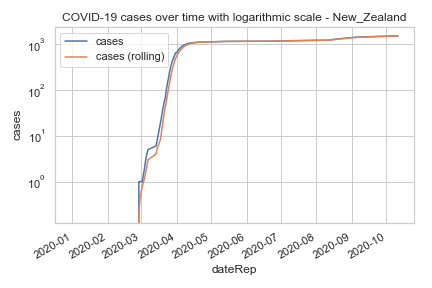 COVID-19 cases over time with logarithmic scale - New_Zealand
cases
cases (rolling)
10³
10²
10¹
10⁰
cases
2020-01
2020-02
2020-03
2020-04
2020-05
2020-06
2020-07
2020-08
2020-09
2020-10
dateRep